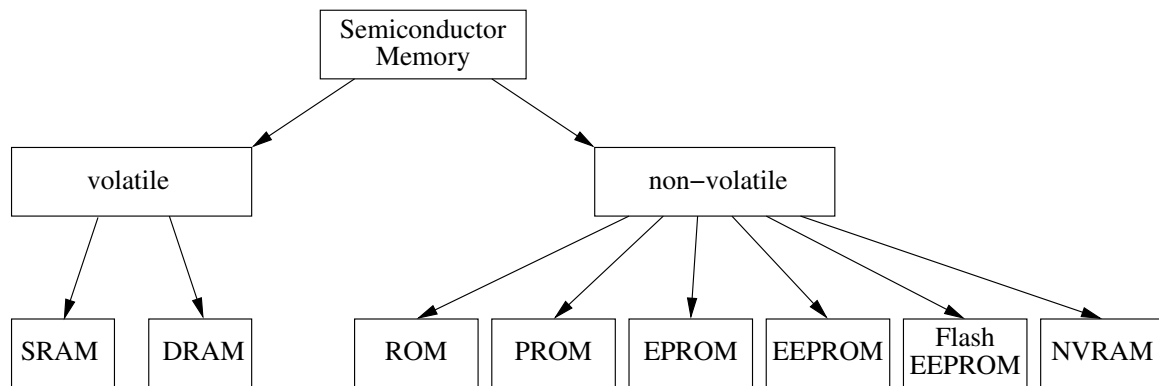 Semiconductor
Memory
volatile
non−volatile
SRAM
DRAM
ROM
PROM
EPROM
EEPROM
Flash
EEPROM
NVRAM